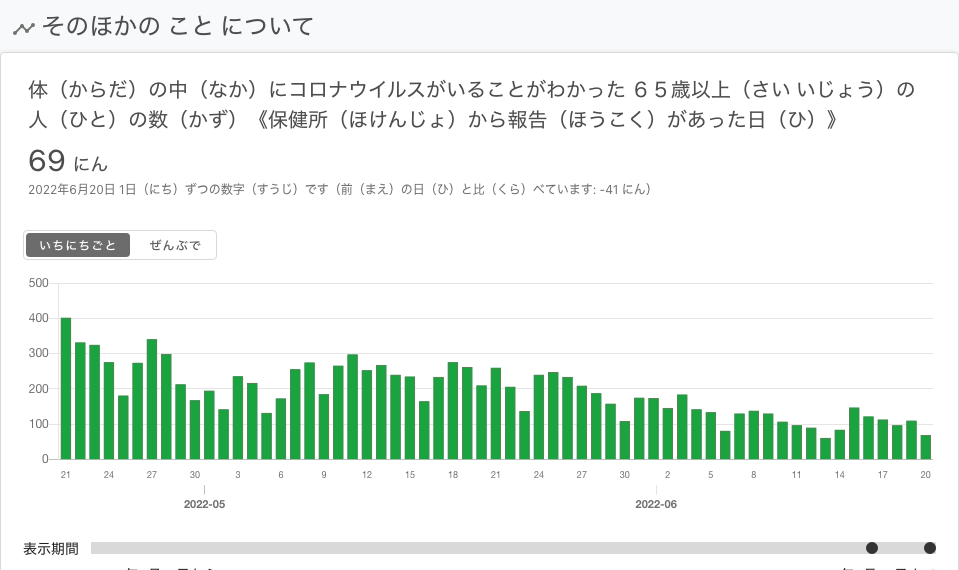 そのほかの こと について
体（からだ）の中（なか）にコロナウイルスがいることがわかった ６５歳以上（さい いじょう）の
人（ひと）の数（かず）《保健所（ほけんじょ）から報告（ほうこく）があった日（ひ）》
69 にん
2022年6月20日 1日（にち）ずつの数字（すうじ）です（前（まえ）の日（ひ）と比（くら）べています: -41 にん）
いちにちごと ぜんぶで
500
400
300
200
100
0
21 24 27 30 3 6 9 12 15 18 21 24 27 30 2 5 8 11 14 17 20
2022-05 2022-06
表示期間